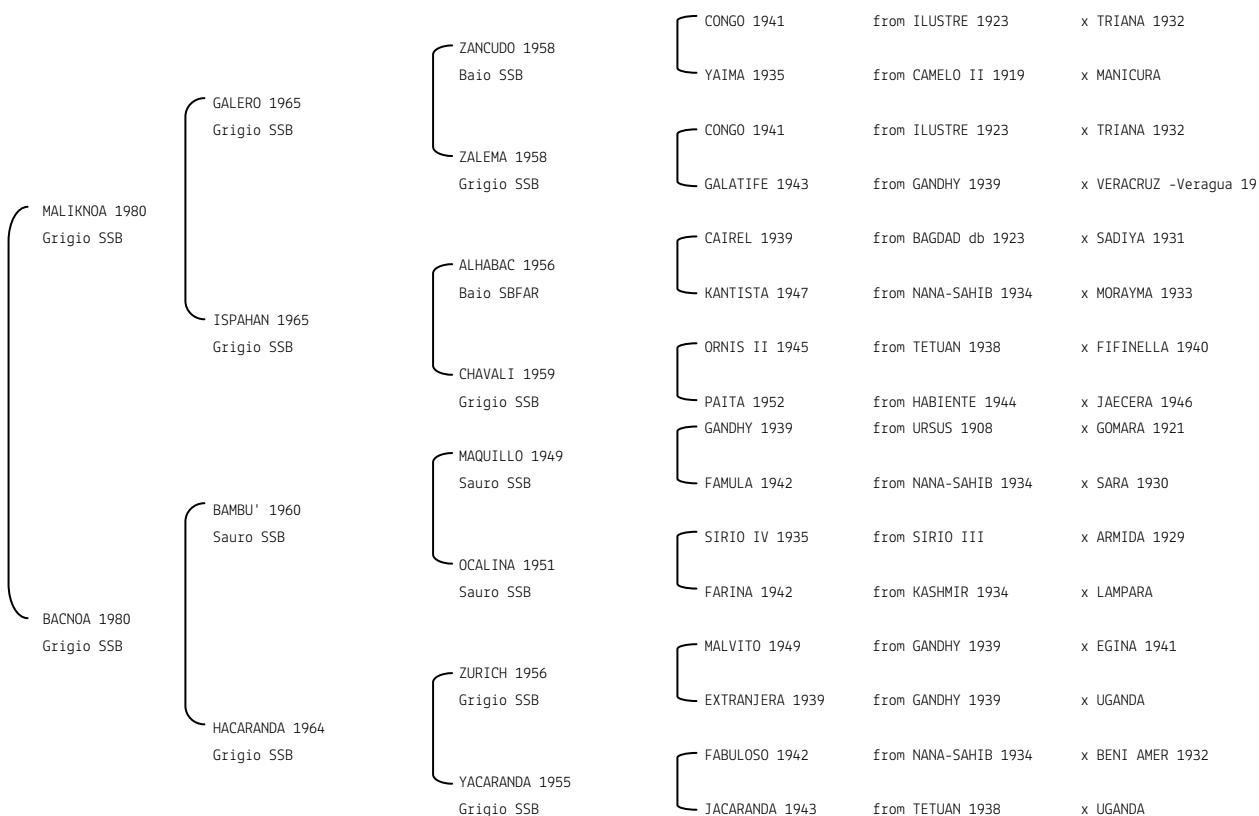 CONGO 1941 from ILUSTRE 1923 x TRIANA 1932
ZANCUDO 1958
Baio SSB
YAIMA 1935 from CAMELO II 1919 x MANICURA
GALERO 1965
Grigio SSB
CONGO 1941 from ILUSTRE 1923 x TRIANA 1932
ZALEMA 1958
Grigio SSB
GALATIFE 1943 from GANDHY 1939 x VERACRUZ -Veragua 19
MALIKNOA 1980
Grigio SSB
CAIREL 1939 from BAGDAD db 1923 x SADIYA 1931
ALHABAC 1956
Baio SBFAR
KANTISTA 1947 from NANA-SAHIB 1934 x MORAYMA 1933
ISPAHAN 1965
Grigio SSB
ORNIS II 1945 from TETUAN 1938 x FIFINELLA 1940
CHAVALI 1959
Grigio SSB
PAITA 1952 from HABIENTE 1944 x JAECERA 1946
GANDHY 1939 from URSUS 1908 x GOMARA 1921
MAQUILLO 1949
Sauro SSB
FAMULA 1942 from NANA-SAHIB 1934 x SARA 1930
BAMBU' 1960
Sauro SSB
SIRIO IV 1935 from SIRIO III x ARMIDA 1929
OCALINA 1951
Sauro SSB
FARINA 1942 from KASHMIR 1934 x LAMPARA
BACNOA 1980
Grigio SSB
MALVITO 1949 from GANDHY 1939 x EGINA 1941
ZURICH 1956
Grigio SSB
EXTRANJERA 1939 from GANDHY 1939 x UGANDA
HACARANDA 1964
Grigio SSB
FABULOSO 1942 from NANA-SAHIB 1934 x BENI AMER 1932
YACARANDA 1955
Grigio SSB
JACARANDA 1943 from TETUAN 1938 x UGANDA